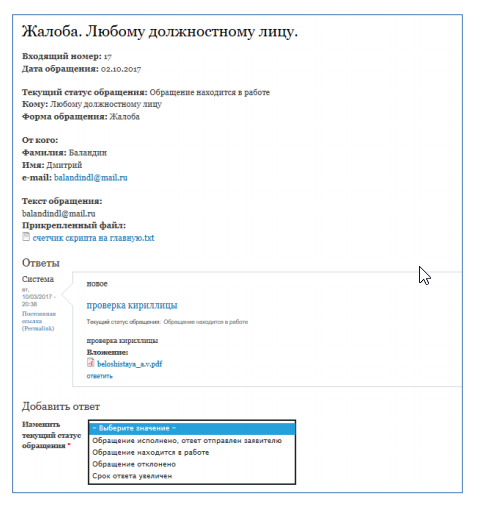 Жалоба. Любому должностному лицу.
Входящий номер: 17
Дата обращения: 02.10.2017
Текущий статус обращения: Обращение находится в работе
Кому: Любому должностному лицу
Форма обращения: Жалоба
От кого:
Фамилия: Баландин
Имя: Дмитрий
e-mail: balandindl@mail.ru
Текст обращения:
balandindl@mail.ru
Прикрепленный файл:
счетчик скрипта на главную.txt
Ответы
Система
вт,
10/03/2017 -
20:38
Постоянная
ссылка
(Permalink)
новое
проверка кириллицы
Текущий статус обращения: Обращение находится в работе
проверка кириллицы
Вложение:
beloshistaya_a.v.pdf
ответить
Добавить ответ
Изменить
текущий статус
обращения *
- Выберите значение -
Обращение исполнено, ответ отправлен заявителю
Обращение находится в работе
Обращение отклонено
Срок ответа увеличен